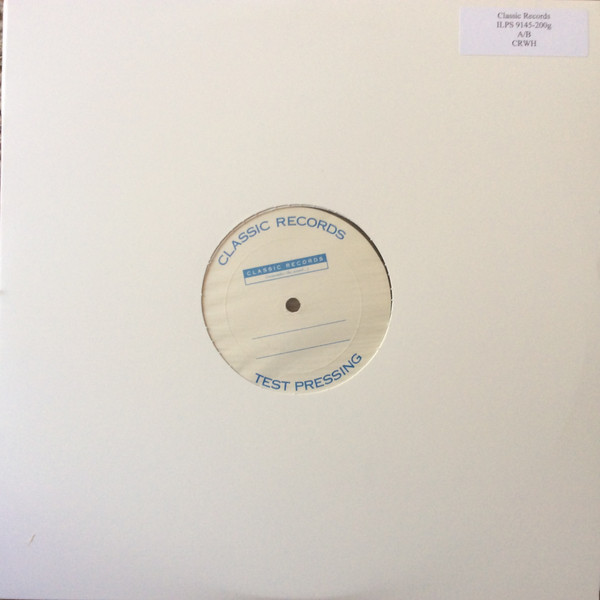 Classic Records
ILPS 9145-200g
A/B
CRWH
CLASSIC RECORDS
CLASSIC RECORDS
TEST PRESSING